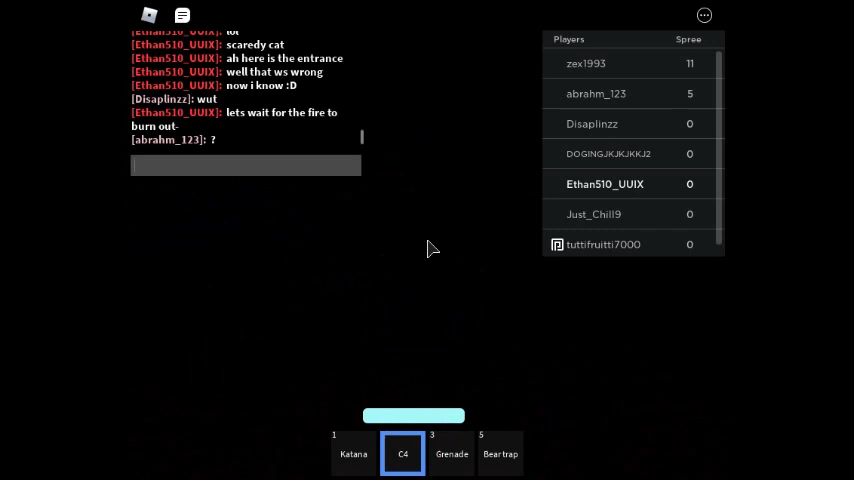 [Ethan510_UUIX]: lol
[Ethan510_UUIX]: scaredy cat
[Ethan510_UUIX]: ah here is the entrance
[Ethan510_UUIX]: well that ws wrong
[Ethan510_UUIX]: now i know :D
[Disaplinzz]: wut
[Ethan510_UUIX]: lets wait for the fire to
burn out-
[abrahm_123]: ?
Players Spree
zex1993 11
abrahm_123 5
Disaplinzz 0
DOGINGJKJKJKKJ2 0
Ethan510_UUIX 0
Just_Chill9 0
tuttifruitti7000 0
1 3 5
Katana C4 Grenade Beartrap